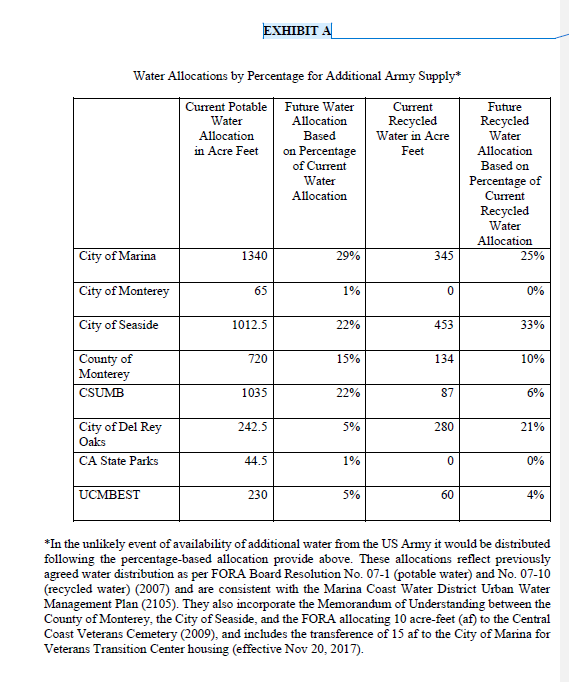 EXHIBIT A
Water Allocations by Percentage for Additional Army Supply*
Current Potable Water Allocation in Acre Feet
Future Water Allocation Based on Percentage of Current Water Allocation
Current Recycled Water in Acre Feet
Future Recycled Water Allocation Based on Percentage of Current Recycled Water Allocation
City of Marina 1340 29% 345 25%
City of Monterey 65 1% 0 0%
City of Seaside 1012.5 22% 453 33%
County of Monterey 720 15% 134 10%
CSUMB 1035 22% 87 6%
City of Del Rey Oaks 242.5 5% 280 21%
CA State Parks 44.5 1% 0 0%
UCMBEST 230 5% 60 4%
*In the unlikely event of availability of additional water from the US Army it would be distributed
following the percentage-based allocation provide above. These allocations reflect previously
agreed water distribution as per FORA Board Resolution No. 07-1 (potable water) and No. 07-10
(recycled water) (2007) and are consistent with the Marina Coast Water District Urban Water
Management Plan (2105). They also incorporate the Memorandum of Understanding between the
County of Monterey, the City of Seaside, and the FORA allocating 10 acre-feet (af) to the Central
Coast Veterans Cemetery (2009), and includes the transference of 15 af to the City of Marina for
Veterans Transition Center housing (effective Nov 20, 2017).